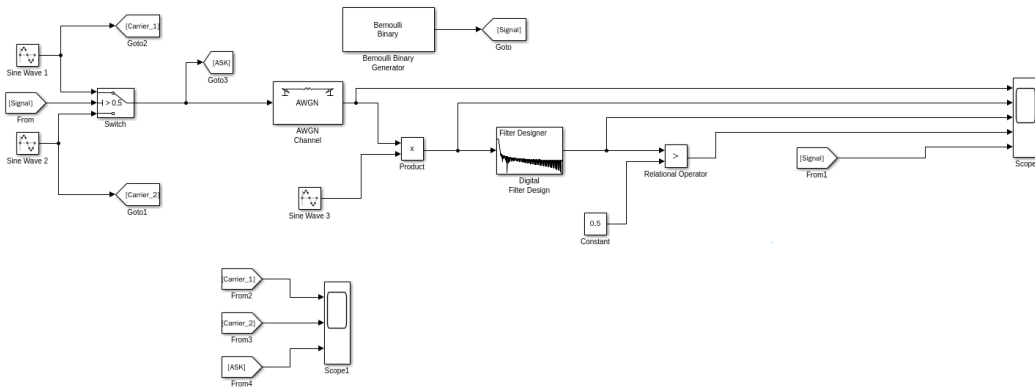 [Carrier_1]
Goto2
Bernoulli
Binary
Bernoulli Binary
Generator
[Signal]
Goto
Sine Wave 1
[ASK]
Goto3
[Signal]
From
> 0.5
Switch
AWGN
AWGN
Channel
Sine Wave 2
[Carrier_2]
Goto1
x
Product
Sine Wave 3
Filter Designer
Digital
Filter Design
>
Relational Operator
0.5
Constant
[Signal]
From1
Scope
[Carrier_1]
From2
[Carrier_2]
From3
[ASK]
From4
Scope1